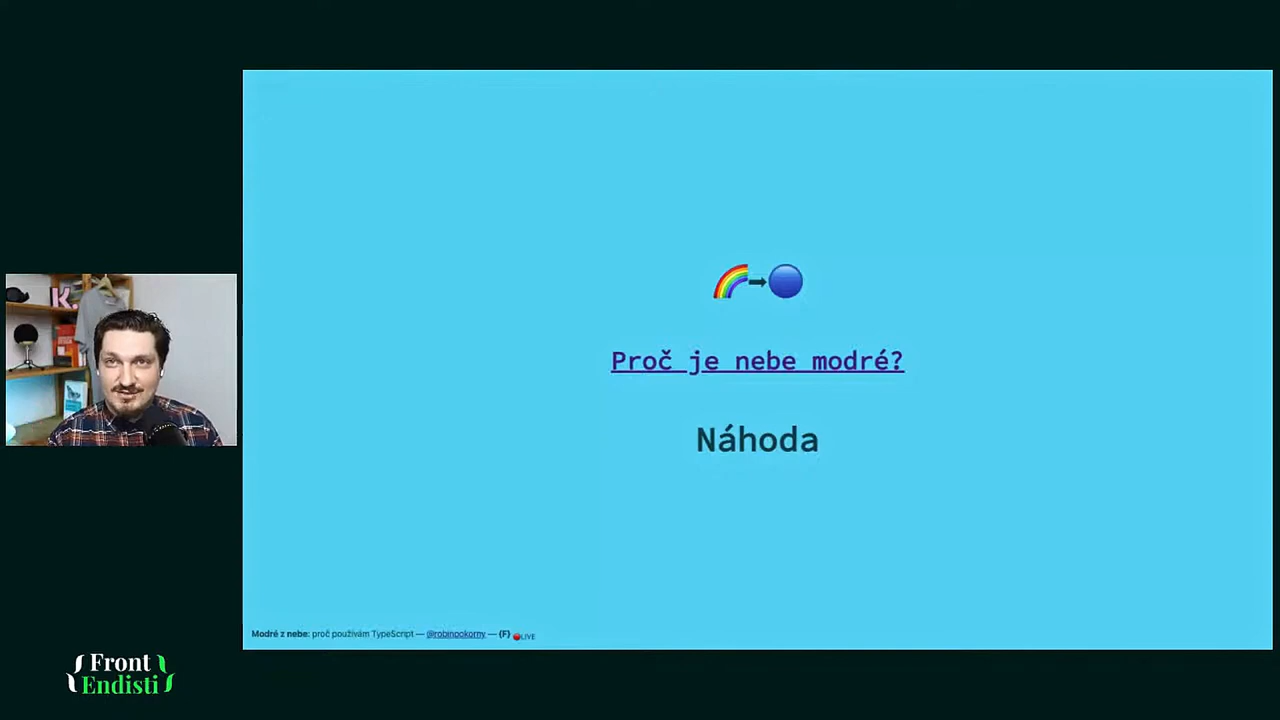 k.
Proč je nebe modré?
Náhoda
Modré z nebe: proč používám TypeScript — @robinpokorny — {F} LIVE
{ Front }
{ Endisti }